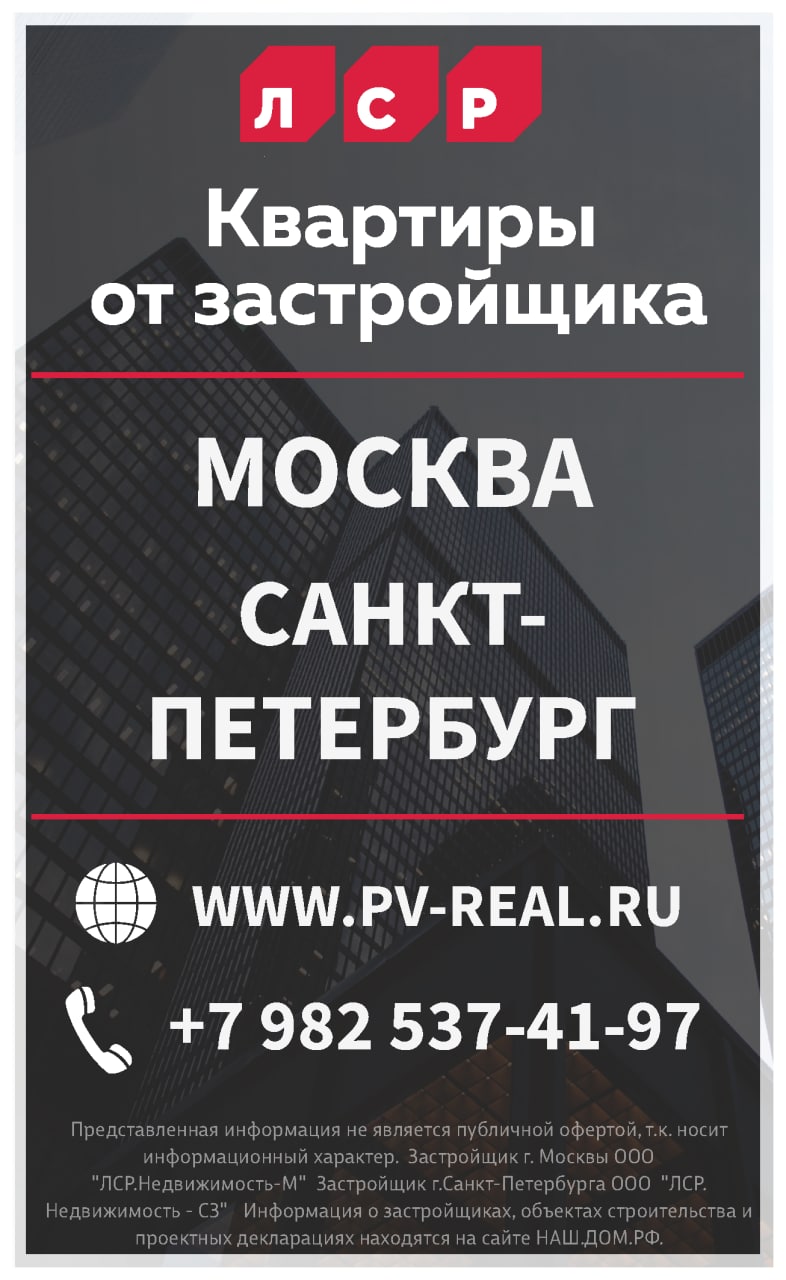 ЛСР
Квартиры
от застройщика
МОСКВА
САНКТ-
ПЕТЕРБУРГ
WWW.PV-REAL.RU
+7 982 537-41-97
Представленная информация не является публичной офертой, т.к. носит
информационный характер. Застройщик г. Москвы ООО
"ЛСР.Недвижимость-М" Застройщик г.Санкт-Петербурга ООО "ЛСР.
Недвижимость - СЗ" Информация о застройщиках, объектах строительства и
проектных декларациях находятся на сайте НАШ.ДОМ.РФ.